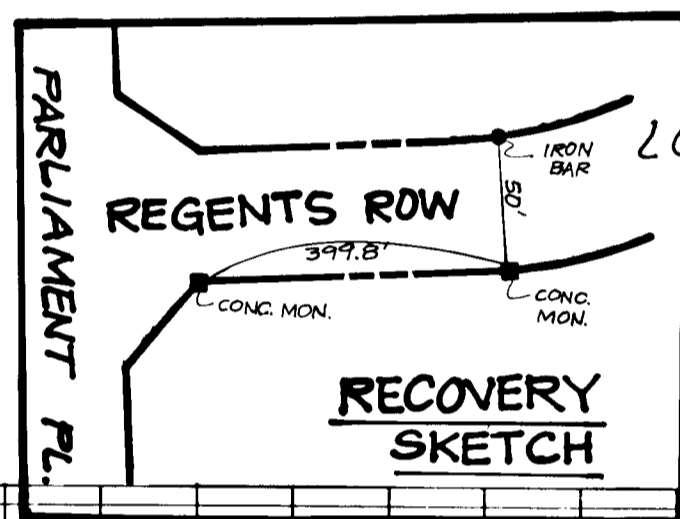 PARLIAMENT PL.
REGENTS ROW
399.8'
CONC. MON.
50'
IRON
BAR
CONC.
MON.
RECOVERY
SKETCH